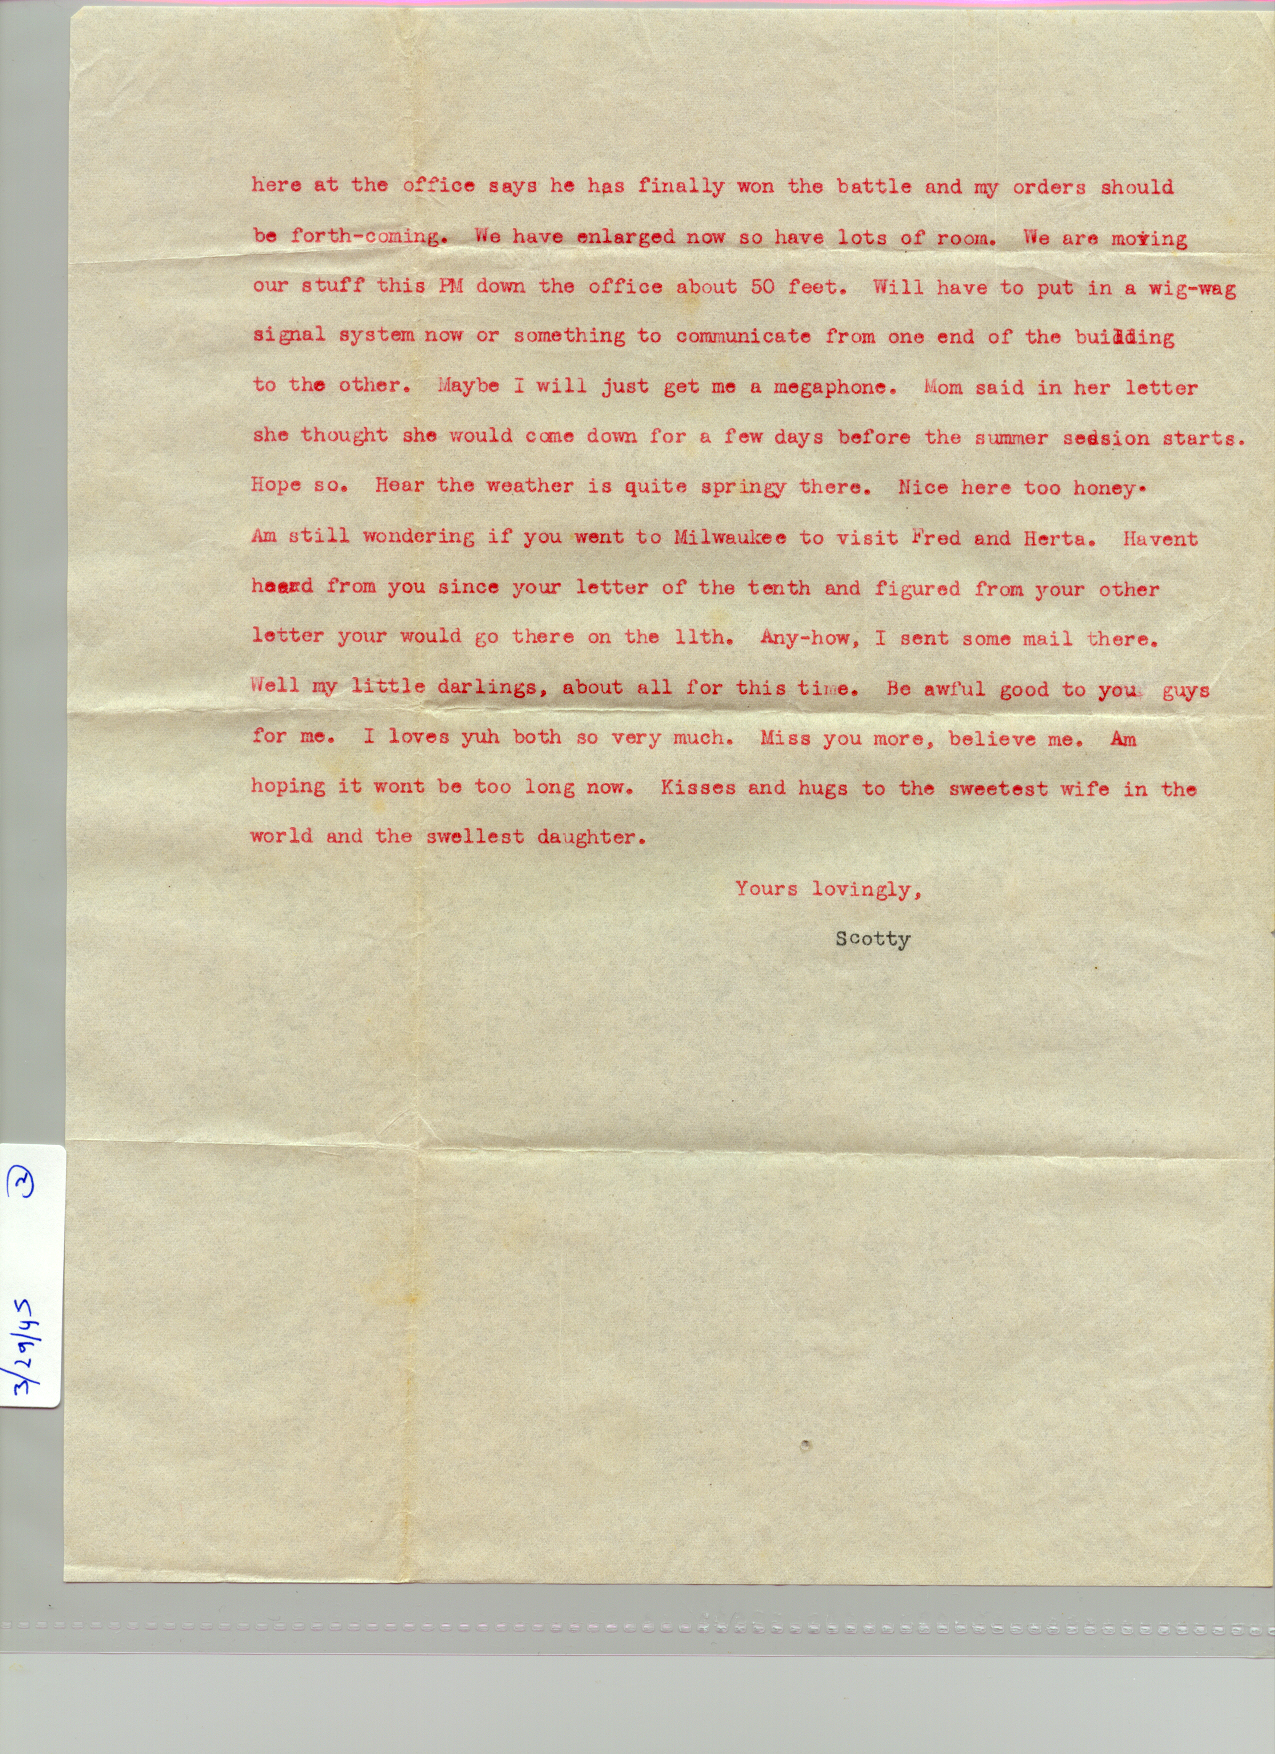 here at the office says he has finally won the battle and my orders should
be forth-coming. We have enlarged now so have lots of room. We are moving
our stuff this PM down the office about 50 feet. Will have to put in a wig-wag
signal system now or something to communicate from one end of the building
to the other. Maybe I will just get me a megaphone. Mom said in her letter
she thought she would come down for a few days before the summer session starts.
Hope so. Hear the weather is quite springy there. Nice here too honey.
Am still wondering if you went to Milwaukee to visit Fred and Herta. Havent
heard from you since your letter of the tenth and figured from your other
letter your would go there on the 11th. Any-how, I sent some mail there.
Well my little darlings, about all for this time. Be awful good to you guys
for me. I loves yuh both so very much. Miss you more, believe me. Am
hoping it wont be too long now. Kisses and hugs to the sweetest wife in the
world and the swellest daughter.
Yours lovingly,
Scotty
3/29/45 2